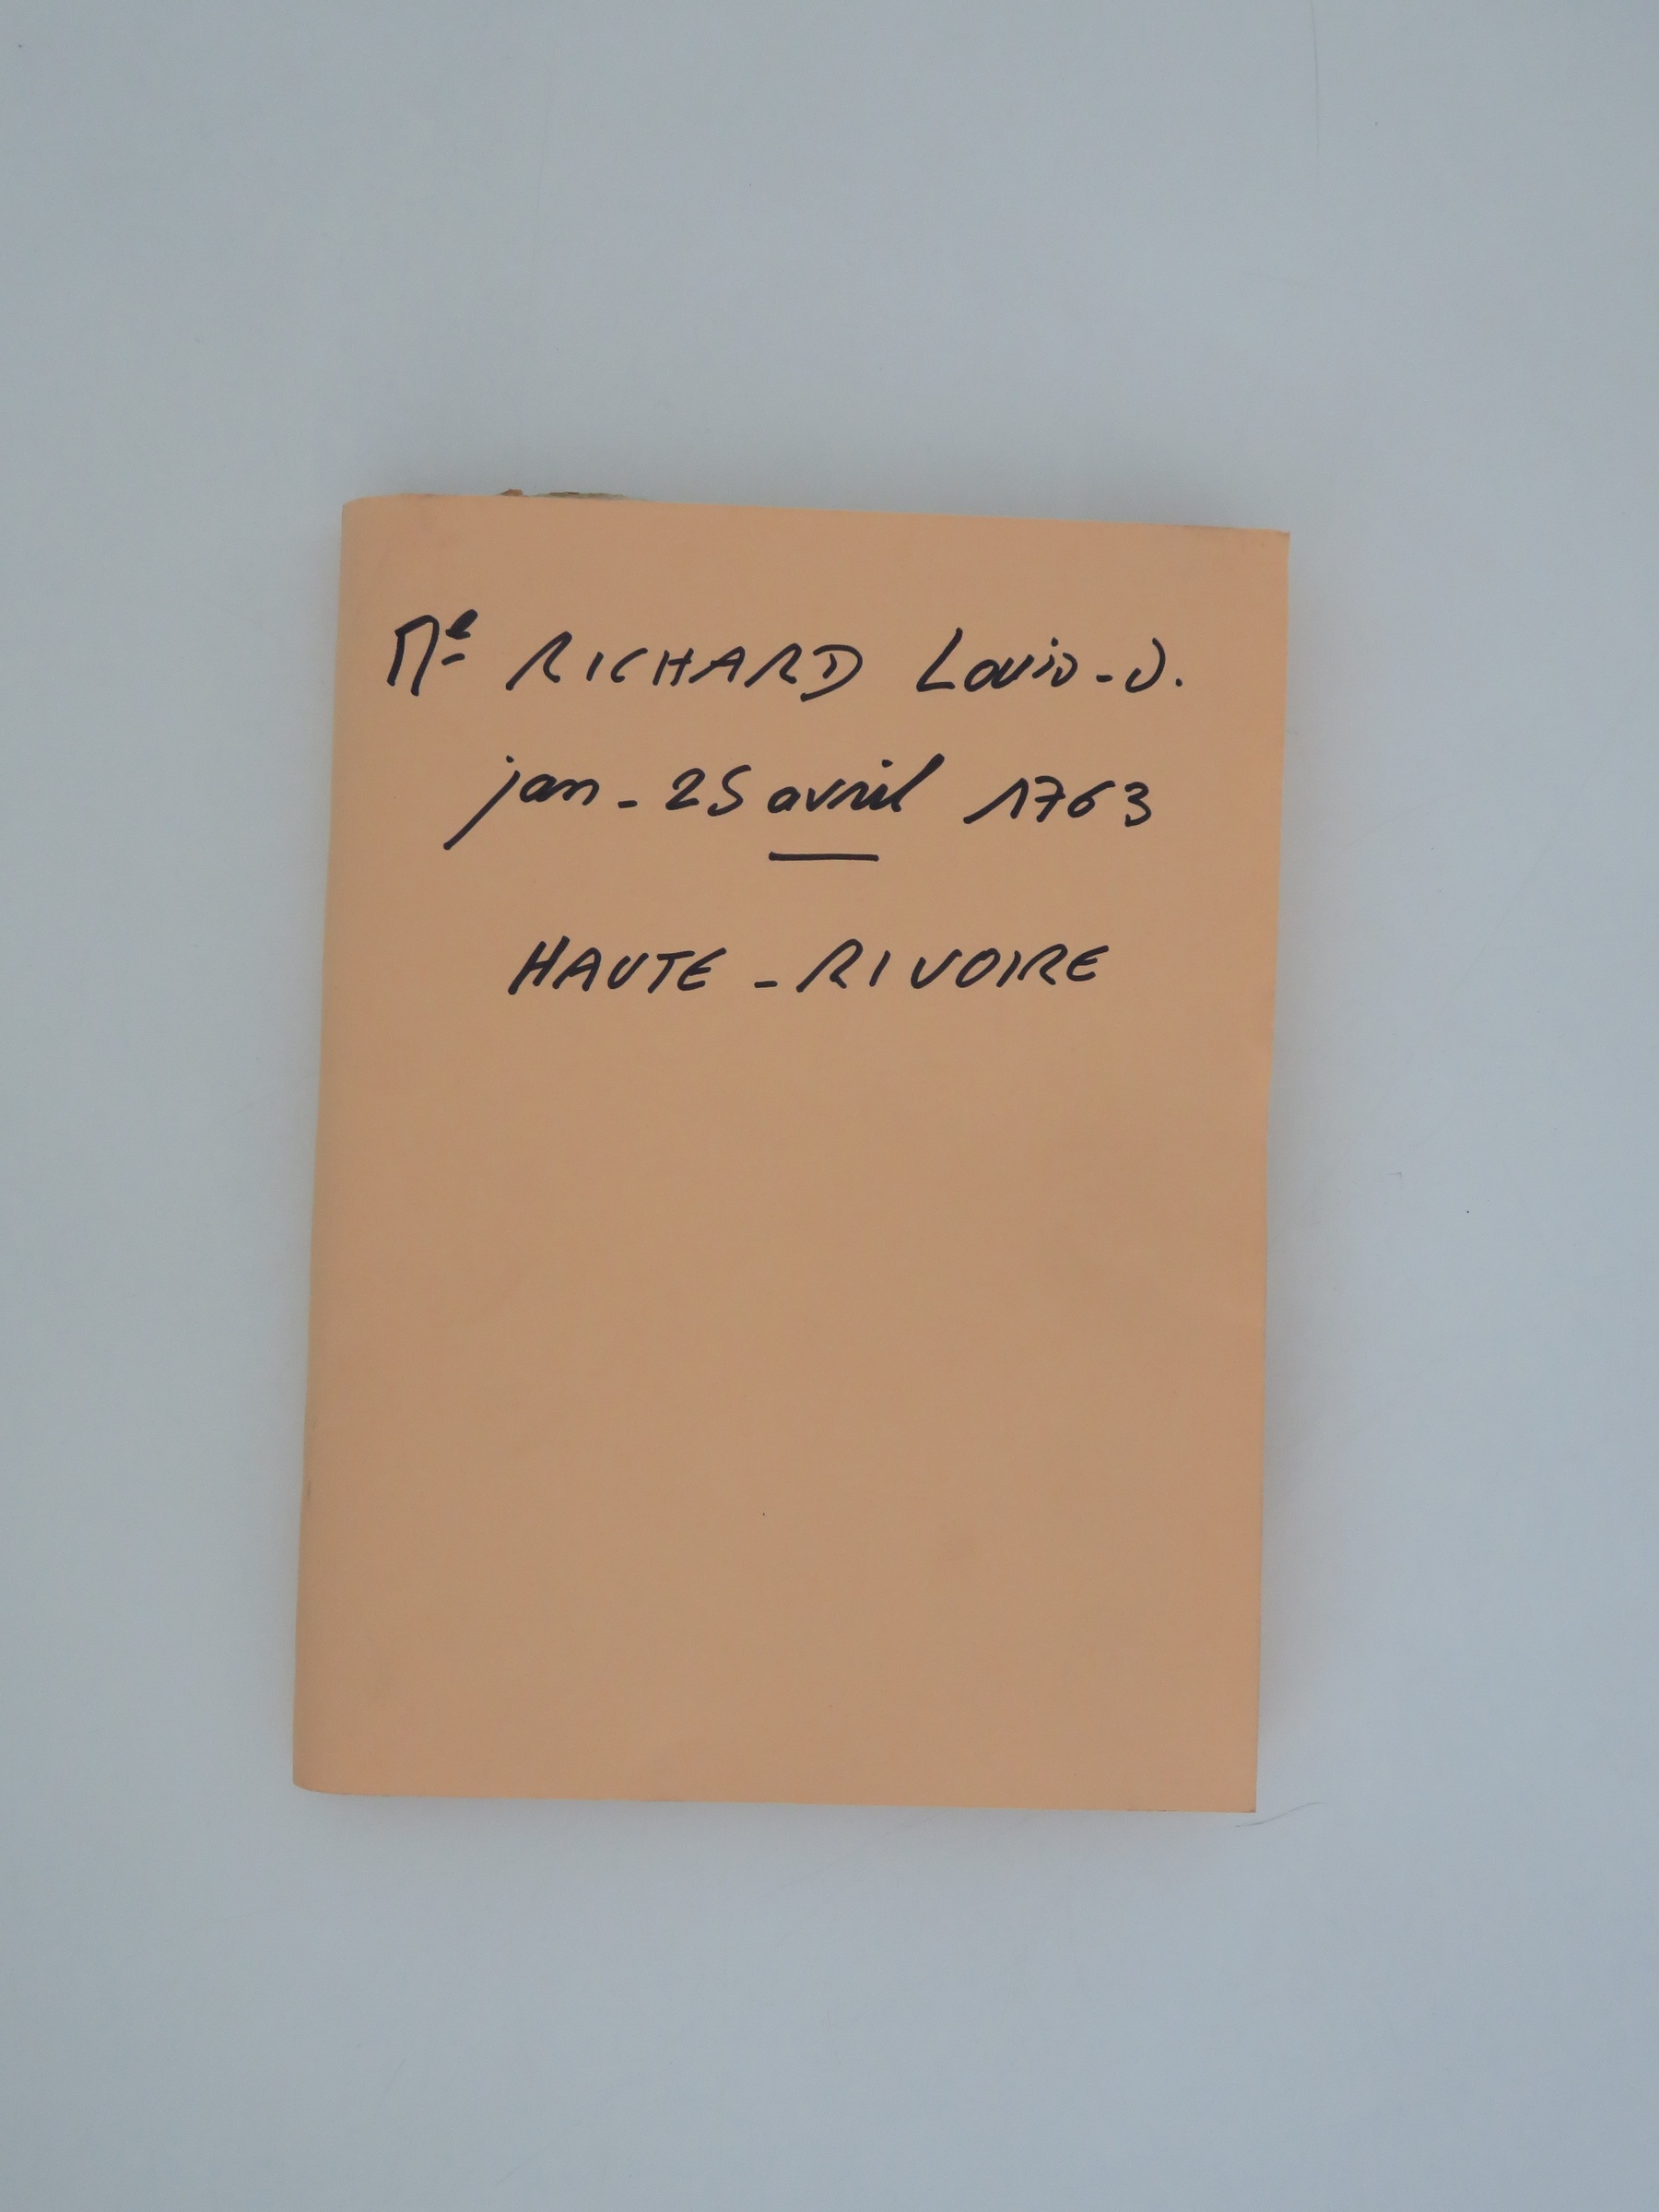 Me RICHARD Louis-D.
jan - 25 avril 1763
HAUTE - RIVOIRE